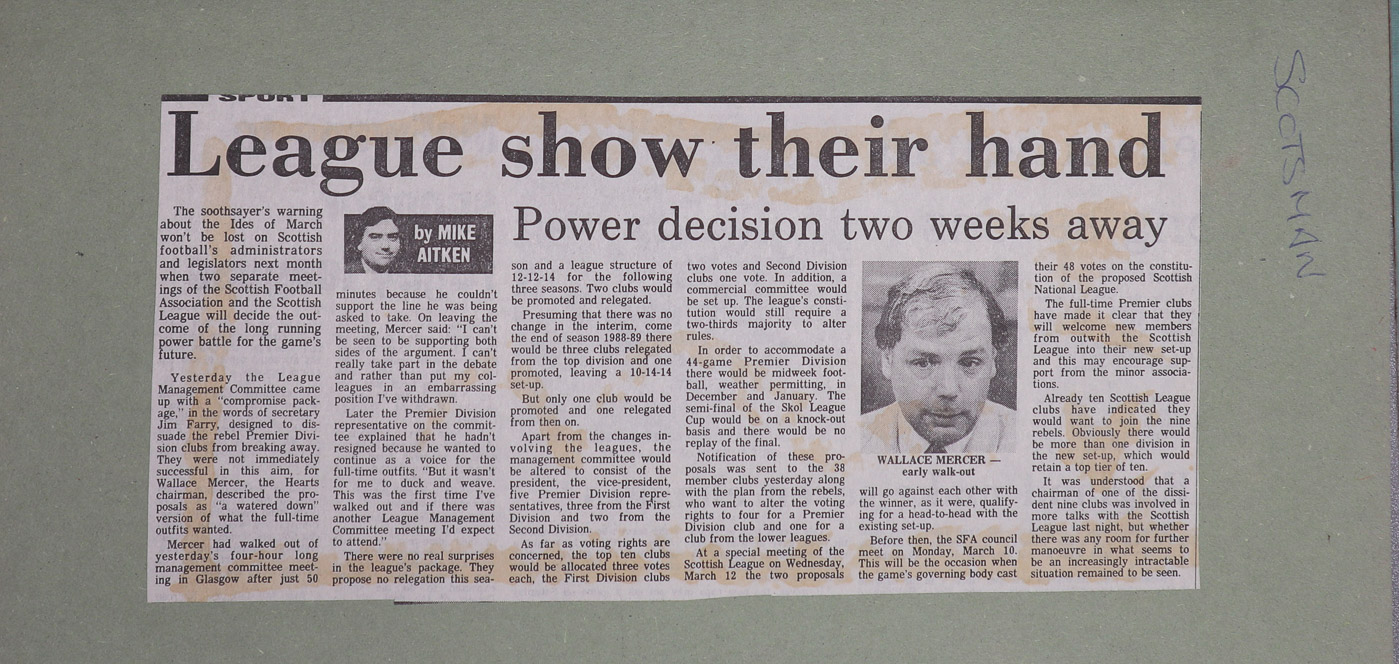 SPORT
League show their hand
Power decision two weeks away
by MIKE
AITKEN
The soothsayer's warning
about the Ides of March
won't be lost on Scottish
football's administrators
and legislators next month
when two separate meet-
ings of the Scottish Football
Association and the Scottish
League will decide the out-
come of the long running
power battle for the game's
future.
Yesterday the League
Management Committee came
up with a "compromise pack-
age," in the words of secretary
Jim Farry, designed to dis-
suade the rebel Premier Divi-
sion clubs from breaking away.
They were not immediately
successful in this aim, for
Wallace Mercer, the Hearts
chairman, described the pro-
posals as "a watered down"
version of what the full-time
outfits wanted.
Mercer had walked out of
yesterday's four-hour long
management committee meet-
ing in Glasgow after just 50
minutes because he couldn't
support the line he was being
asked to take. On leaving the
meeting, Mercer said: "I can't
be seen to be supporting both
sides of the argument. I can't
really take part in the debate
and rather than put my col-
leagues in an embarrassing
position I've withdrawn.
Later the Premier Division
representative on the commit-
tee explained that he hadn't
resigned because he wanted to
continue as a voice for the
full-time outfits. "But it wasn't
for me to duck and weave.
This was the first time I've
walked out and if there was
another League Management
Committee meeting I'd expect
to attend."
There were no real surprises
in the league's package. They
propose no relegation this sea-
son and a league structure of
12-12-14 for the following
three seasons. Two clubs would
be promoted and relegated.
Presuming that there was no
change in the interim, come
the end of season 1988-89 there
would be three clubs relegated
from the top division and one
promoted, leaving a 10-14-14
set-up.
But only one club would be
promoted and one relegated
from then on.
Apart from the changes in-
volving the leagues, the
management committee would
be altered to consist of the
president, the vice-president,
five Premier Division repre-
sentatives, three from the First
Division and two from the
Second Division.
As far as voting rights are
concerned, the top ten clubs
would be allocated three votes
each, the First Division clubs
two votes and Second Division
clubs one vote. In addition, a
commercial committee would
be set up. The league's consti-
tution would still require a
two-thirds majority to alter
rules.
In order to accommodate a
44-game Premier Division
there would be midweek foot-
ball, weather permitting, in
December and January. The
semi-final of the Skol League
Cup would be on a knock-out
basis and there would be no
replay of the final.
Notification of these pro-
posals was sent to the 38
member clubs yesterday along
with the plan from the rebels,
who want to alter the voting
rights to four for a Premier
Division club and one for a
club from the lower leagues.
At a special meeting of the
Scottish League on Wednesday,
March 12 the two proposals
WALLACE MERCER —
early walk-out
will go against each other with
the winner, as it were, qualify-
ing for a head-to-head with the
existing set-up.
Before then, the SFA council
meet on Monday, March 10.
This will be the occasion when
the game's governing body cast
their 48 votes on the constitu-
tion of the proposed Scottish
National League.
The full-time Premier clubs
have made it clear that they
will welcome new members
from outwith the Scottish
League into their new set-up
and this may encourage sup-
port from the minor associa-
tions.
Already ten Scottish League
clubs have indicated they
would want to join the nine
rebels. Obviously there would
be more than one division in
the new set-up, which would
retain a top tier of ten.
It was understood that a
chairman of one of the dissi-
dent nine clubs was involved in
more talks with the Scottish
League last night, but whether
there was any room for further
manoeuvre in what seems to
be an increasingly intractable
situation remained to be seen.
SCOTSMAN